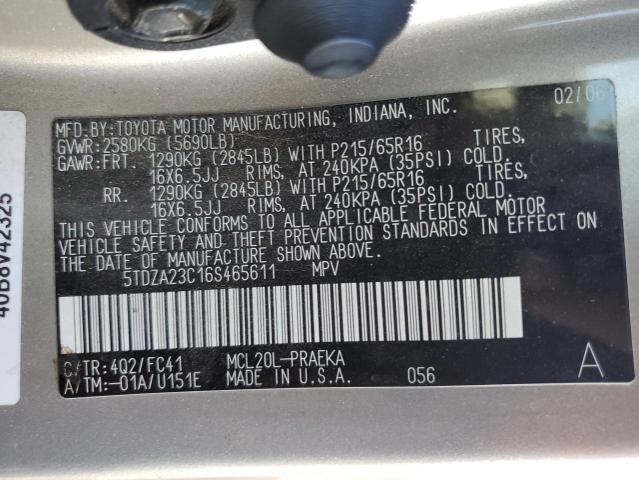 MFD.BY:TOYOTA MOTOR MANUFACTURING, INDIANA, INC. 02/06
GVWR:2580KG (5690LB)
GAWR:FRT. 1290KG (2845LB) WITH P215/65R16 TIRES,
16X6.5JJ RIMS, AT 240KPA (35PSI) COLD.
RR. 1290KG (2845LB) WITH P215/65R16 TIRES,
16X6.5JJ RIMS, AT 240KPA (35PSI) COLD.
THIS VEHICLE CONFORMS TO ALL APPLICABLE FEDERAL MOTOR
VEHICLE SAFETY AND THEFT PREVENTION STANDARDS IN EFFECT ON
THE DATE OF MANUFACTURE SHOWN ABOVE.
5TDZA23C16S465611 MPV
C/TR:4Q2/FC41 MCL20L-PRAEKA
A/TM:-01A/U151E MADE IN U.S.A. 056 A
40B8V42325